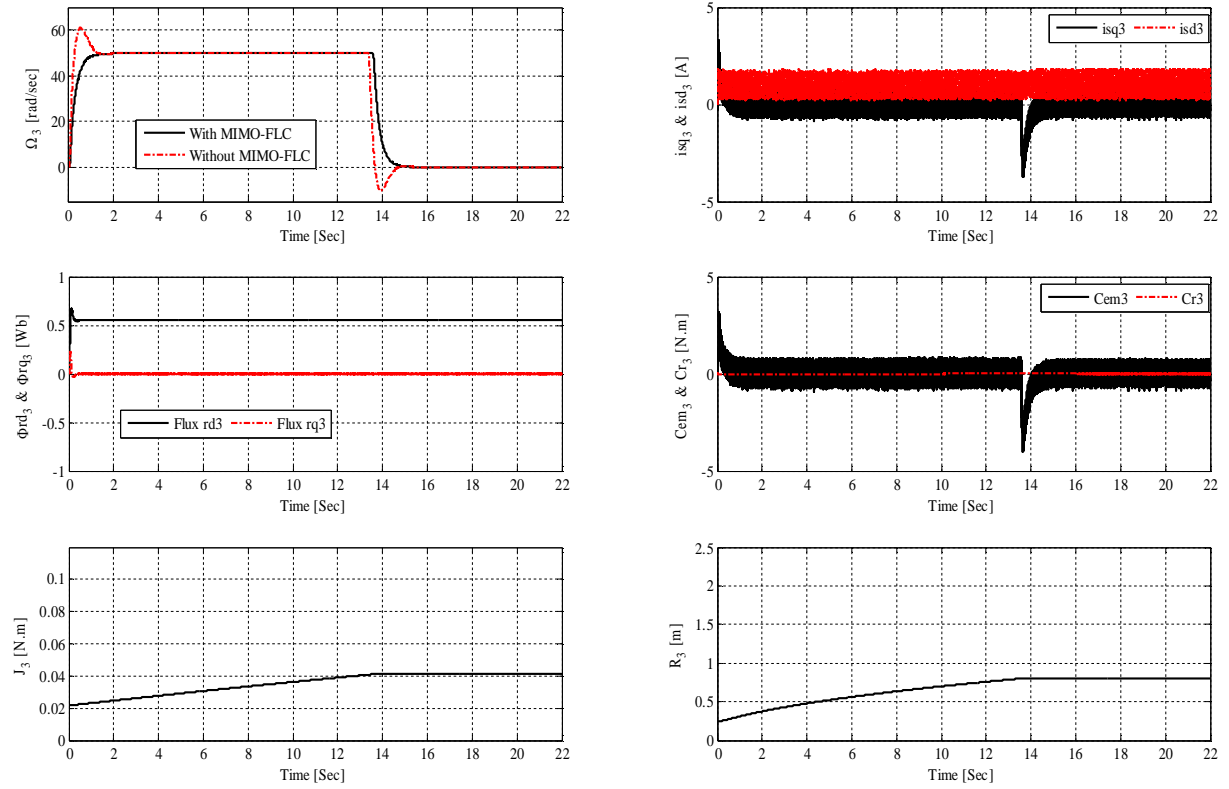 60
40
20
0
Ω3 [rad/sec]
With MIMO-FLC
Without MIMO-FLC
0 2 4 6 8 10 12 14 16 18 20 22
Time [Sec]
5
0
-5
isq3 & isd3 [A]
isq3 isd3
0 2 4 6 8 10 12 14 16 18 20 22
Time [Sec]
1
0.5
0
-0.5
-1
Φrd3 & Φrq3 [Wb]
Flux rd3 Flux rq3
0 2 4 6 8 10 12 14 16 18 20 22
Time [Sec]
5
0
-5
Cem3 & Cr3 [N.m]
Cem3 Cr3
0 2 4 6 8 10 12 14 16 18 20 22
Time [Sec]
0.1
0.08
0.06
0.04
0.02
0
J3 [N.m]
0 2 4 6 8 10 12 14 16 18 20 22
Time [Sec]
2.5
2
1.5
1
0.5
0
R3 [m]
0 2 4 6 8 10 12 14 16 18 20 22
Time [Sec]